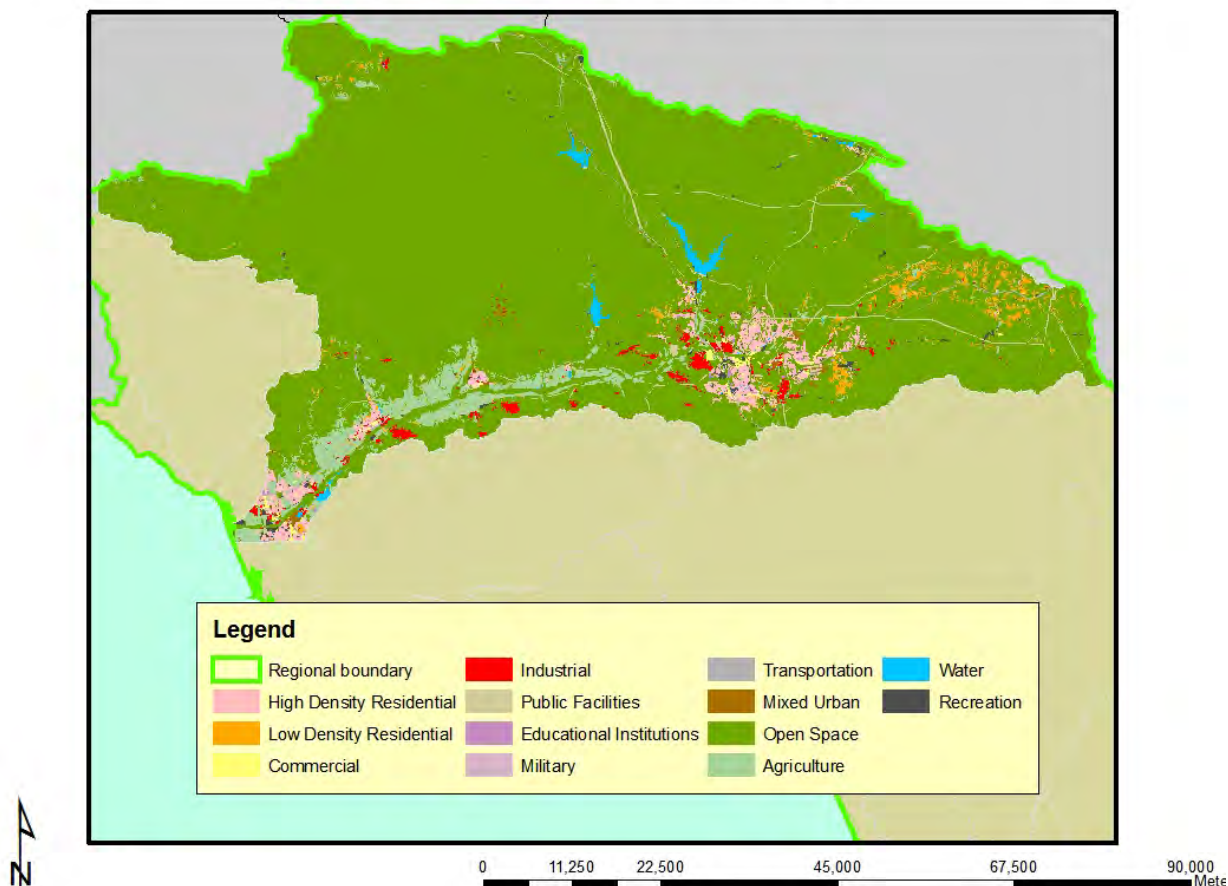 Legend
Regional boundary
Industrial
Transportation
Water
High Density Residential
Public Facilities
Mixed Urban
Recreation
Low Density Residential
Educational Institutions
Open Space
Commercial
Military
Agriculture
N
0 11,250 22,500 45,000 67,500 90,000
Mete